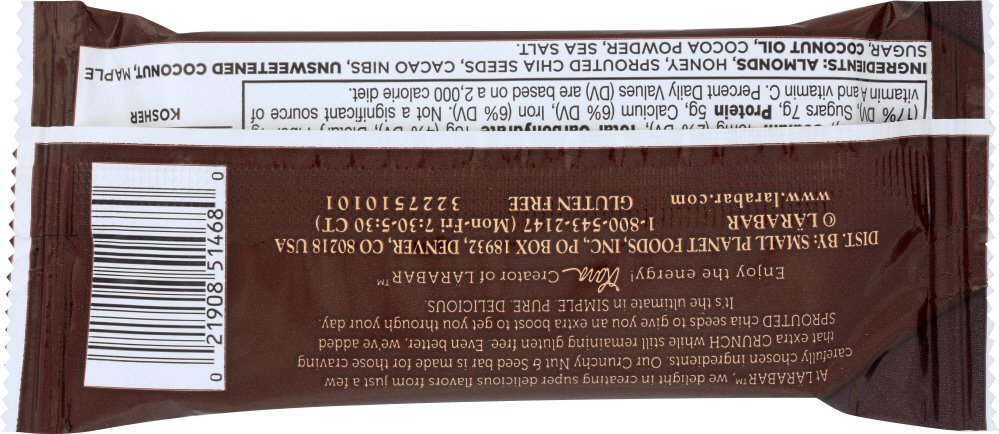 At LÄRABAR™, we delight in creating super delicious flavors from just a few
carefully chosen ingredients. Our Crunchy Nut & Seed bar is made for those craving
that extra CRUNCH while still remaining gluten free. Even better, we've added
SPROUTED chia seeds to give you an extra boost to get you through your day.
It's the ultimate in SIMPLE. PURE. DELICIOUS.
Enjoy the energy! Lara Creator of LÄRABAR™
DIST. BY: SMALL PLANET FOODS, INC, PO BOX 18932, DENVER, CO 80218 USA
© LÄRABAR 1-800-543-2147 (Mon-Fri 7:30-5:30 CT)
www.larabar.com GLUTEN FREE 3227510101
0 21908 51468 0
Total Carbohydrate
(17% DV), Sugars 7g, Protein 5g, Calcium (6% DV), Iron (6% DV). Not a significant source of
vitamin A and vitamin C. Percent Daily Values (DV) are based on a 2,000 calorie diet.
KOSHER
INGREDIENTS: ALMONDS, HONEY, SPROUTED CHIA SEEDS, CACAO NIBS, UNSWEETENED COCONUT, MAPLE
SUGAR, COCONUT OIL, COCOA POWDER, SEA SALT.